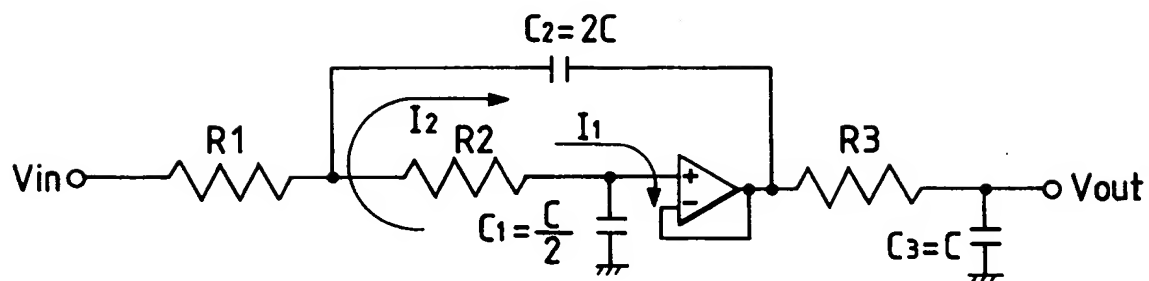 C2=2C
I2
R1
R2
I1
R3
Vin
+
-
Vout
C1=C/2
C3=C